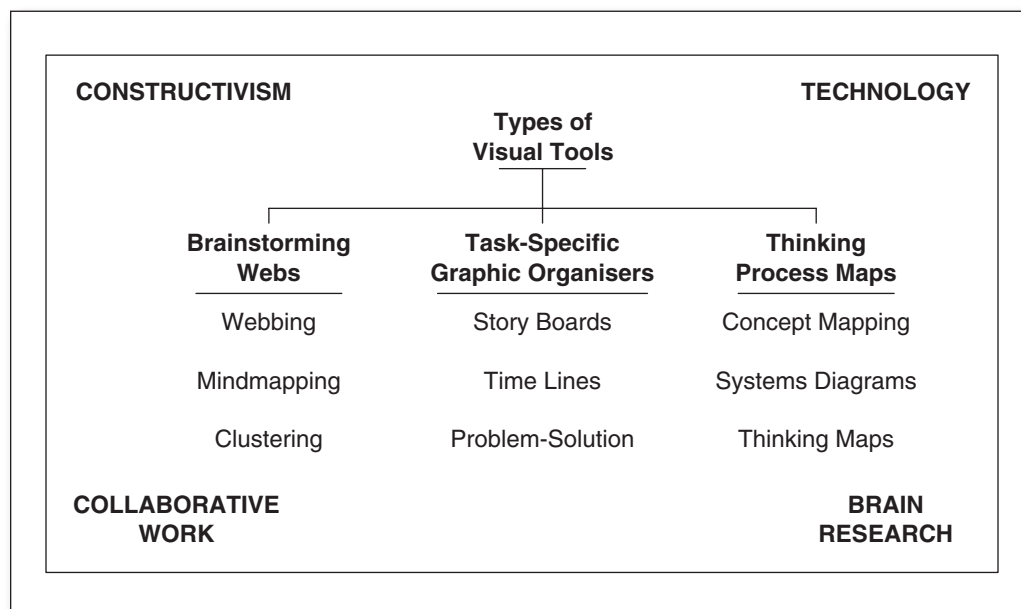 CONSTRUCTIVISM
TECHNOLOGY
Types of
Visual Tools
Brainstorming
Webs
Task-Specific
Graphic Organisers
Thinking
Process Maps
Webbing
Story Boards
Concept Mapping
Mindmapping
Time Lines
Systems Diagrams
Clustering
Problem-Solution
Thinking Maps
COLLABORATIVE
WORK
BRAIN
RESEARCH